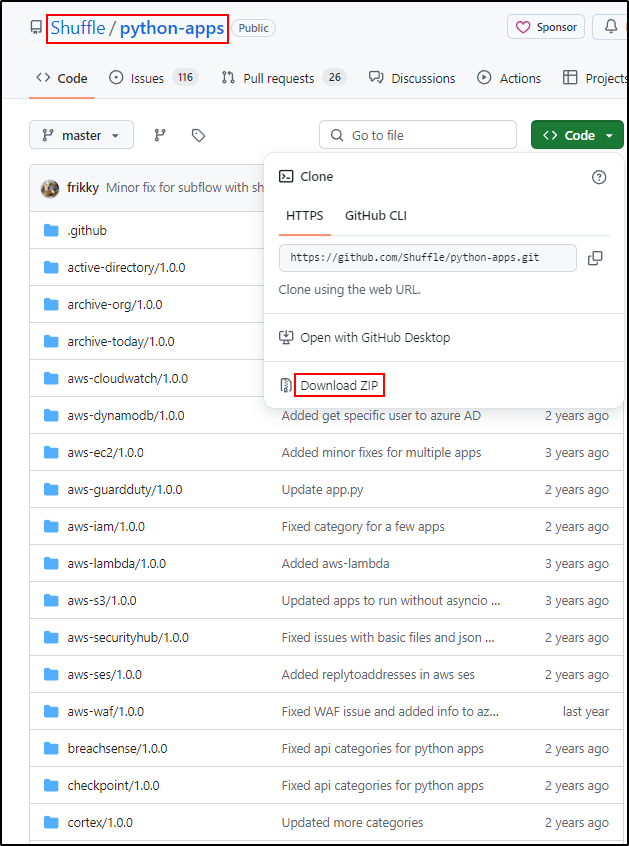 Shuffle / python-apps Public Sponsor
Code Issues 116 Pull requests 26 Discussions Actions Projects
master Go to file Code
frikky Minor fix for subflow with sh
Clone
HTTPS GitHub CLI
https://github.com/Shuffle/python-apps.git
Clone using the web URL.
Open with GitHub Desktop
Download ZIP
.github
active-directory/1.0.0
archive-org/1.0.0
archive-today/1.0.0
aws-cloudwatch/1.0.0
aws-dynamodb/1.0.0 Added get specific user to azure AD 2 years ago
aws-ec2/1.0.0 Added minor fixes for multiple apps 3 years ago
aws-guardduty/1.0.0 Update app.py 2 years ago
aws-iam/1.0.0 Fixed category for a few apps 2 years ago
aws-lambda/1.0.0 Added aws-lambda 3 years ago
aws-s3/1.0.0 Updated apps to run without asyncio ... 3 years ago
aws-securityhub/1.0.0 Fixed issues with basic files and json ... 2 years ago
aws-ses/1.0.0 Added replytoaddresses in aws ses 2 years ago
aws-waf/1.0.0 Fixed WAF issue and added info to az... last year
breachsense/1.0.0 Fixed api categories for python apps 2 years ago
checkpoint/1.0.0 Fixed api categories for python apps 2 years ago
cortex/1.0.0 Updated more categories 2 years ago